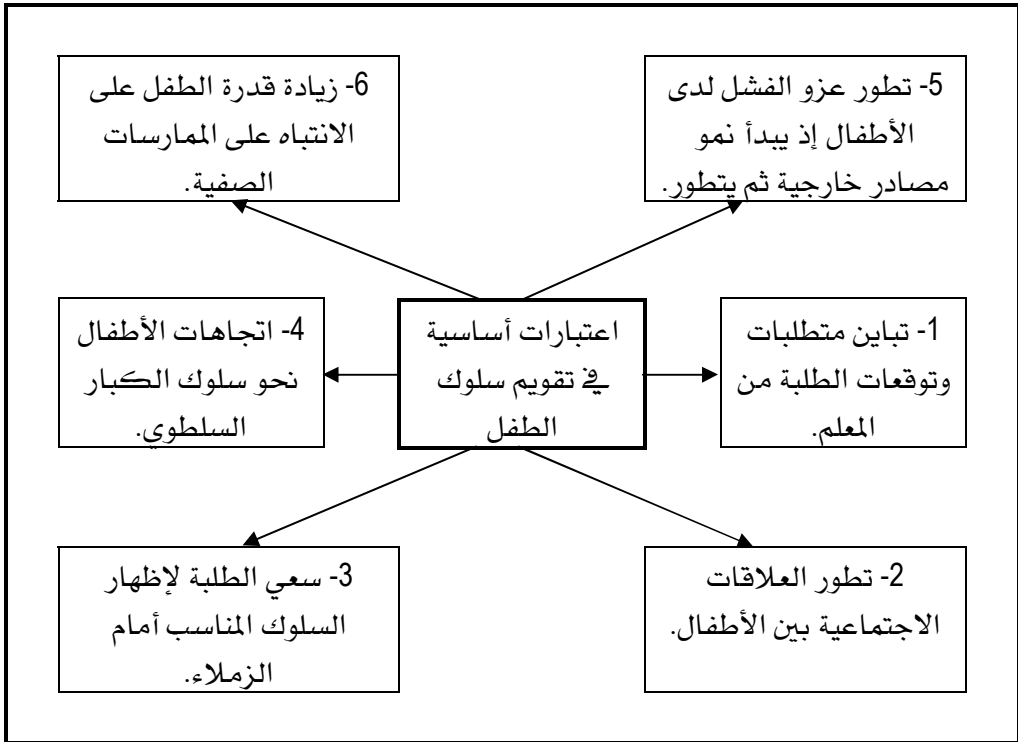 5- تطور عزو الفشل لدى
الأطفال إذ يبدأ نمو
مصادر خارجية ثم يتطور.
6- زيادة قدرة الطفل على
الانتباه على الممارسات
الصفية.
1- تباين متطلبات
وتوقعات الطلبة من
المعلم.
اعتبارات أساسية
في تقويم سلوك
الطفل
4- اتجاهات الأطفال
نحو سلوك الكبار
السلطوي.
2- تطور العلاقات
الاجتماعية بين الأطفال.
3- سعي الطلبة لإظهار
السلوك المناسب أمام
الزملاء.